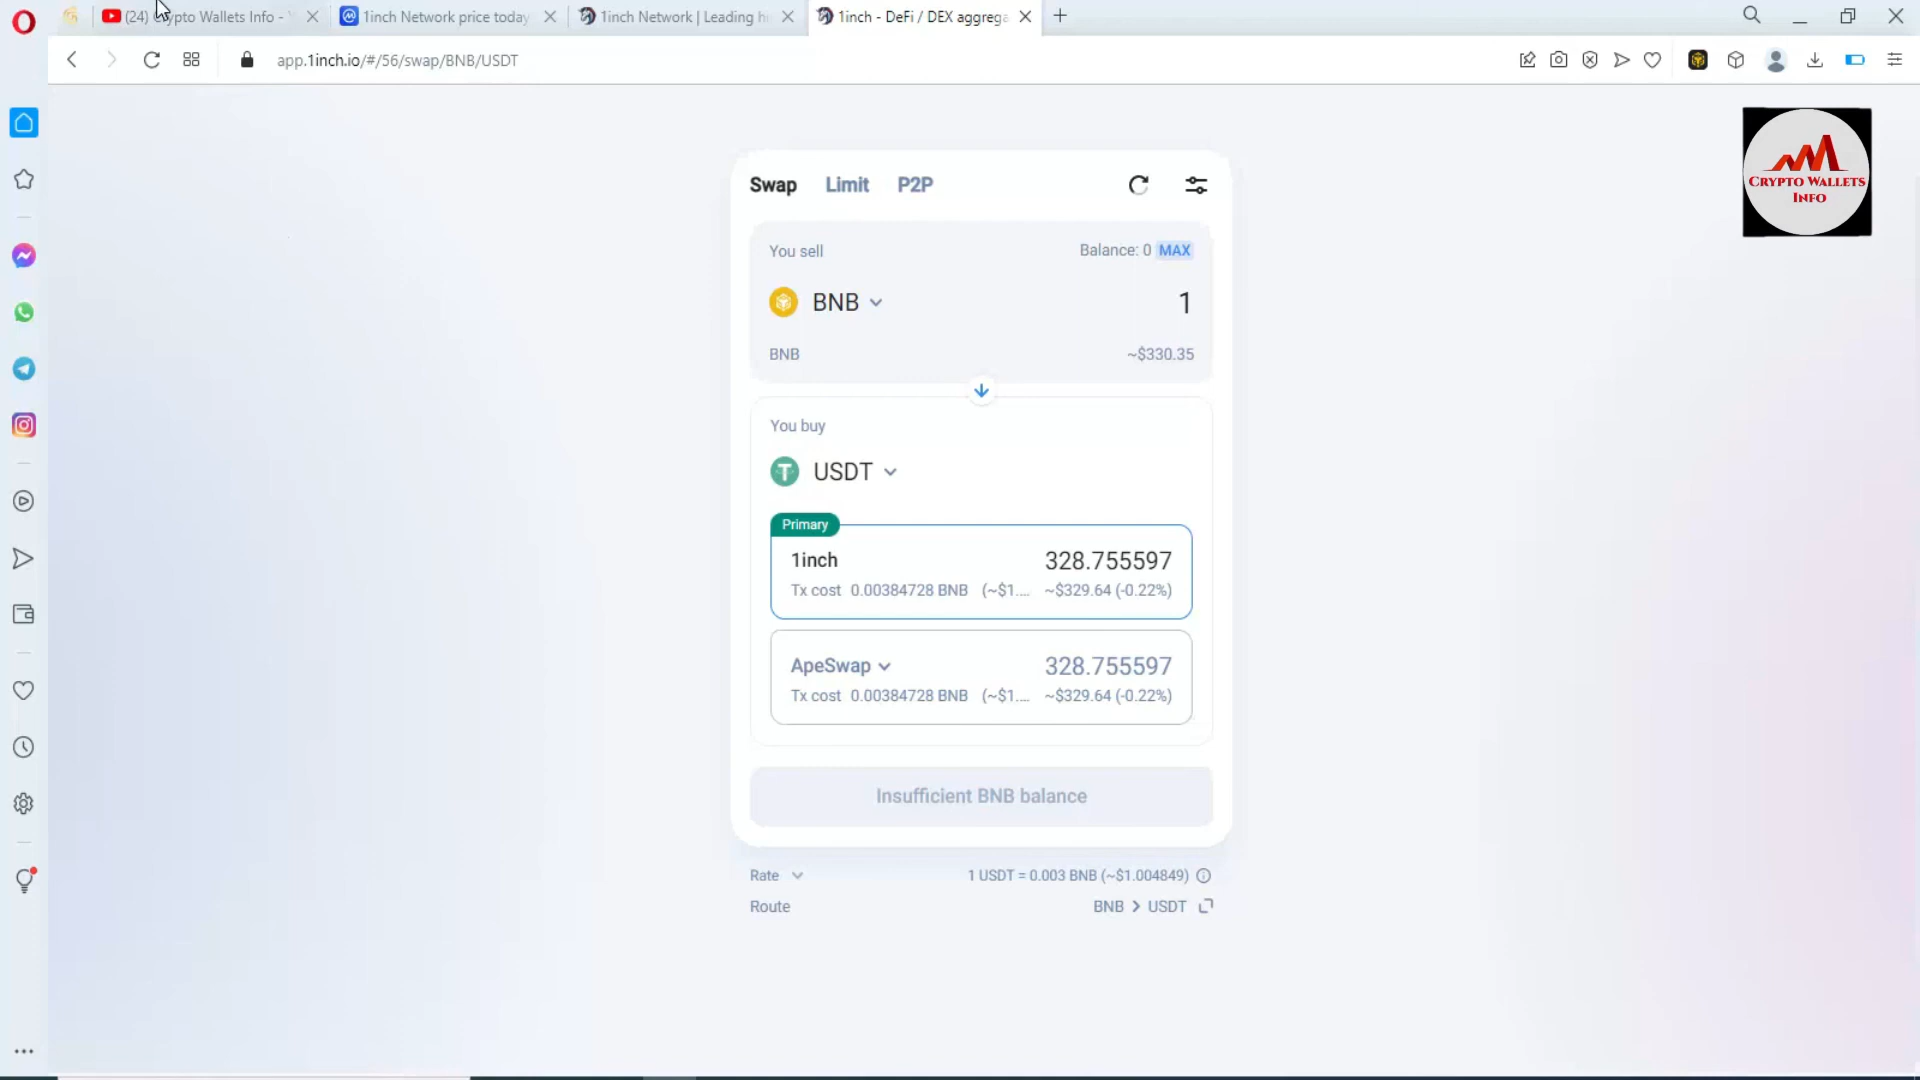 (24) Crypto Wallets Info -
1inch Network price today
1inch Network | Leading hi
1inch - DeFi / DEX aggrega
app.1inch.io/#/56/swap/BNB/USDT
CRYPTO WALLETS
INFO
Swap Limit P2P
You sell Balance: 0 MAX
BNB 1
BNB ~$330.35
You buy
USDT
Primary
1inch 328.755597
Tx cost 0.00384728 BNB (~$1.... ~$329.64 (-0.22%)
ApeSwap 328.755597
Tx cost 0.00384728 BNB (~$1.... ~$329.64 (-0.22%)
Insufficient BNB balance
Rate 1 USDT = 0.003 BNB (~$1.004849)
Route BNB > USDT